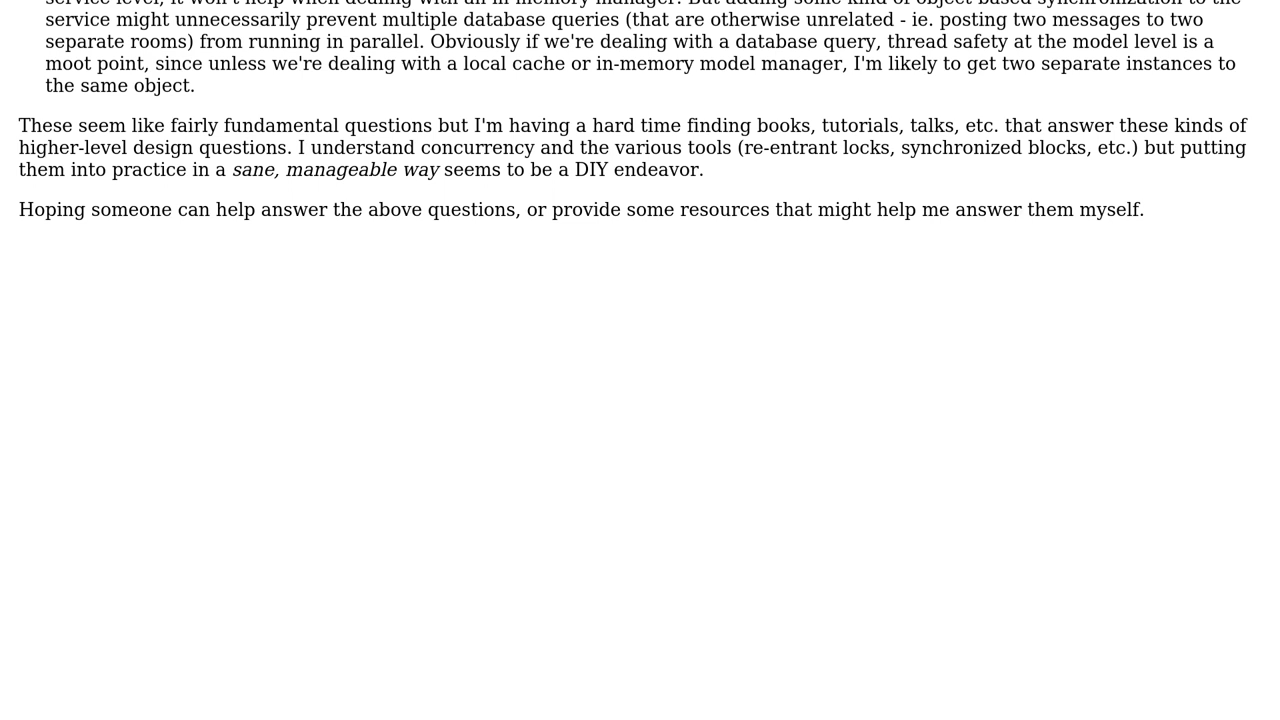 service level, it won't help when dealing with an in-memory manager. But adding some kind of object-based synchronization to the
service might unnecessarily prevent multiple database queries (that are otherwise unrelated - ie. posting two messages to two
separate rooms) from running in parallel. Obviously if we're dealing with a database query, thread safety at the model level is a
moot point, since unless we're dealing with a local cache or in-memory model manager, I'm likely to get two separate instances to
the same object.
These seem like fairly fundamental questions but I'm having a hard time finding books, tutorials, talks, etc. that answer these kinds of
higher-level design questions. I understand concurrency and the various tools (re-entrant locks, synchronized blocks, etc.) but putting
them into practice in a sane, manageable way seems to be a DIY endeavor.
Hoping someone can help answer the above questions, or provide some resources that might help me answer them myself.